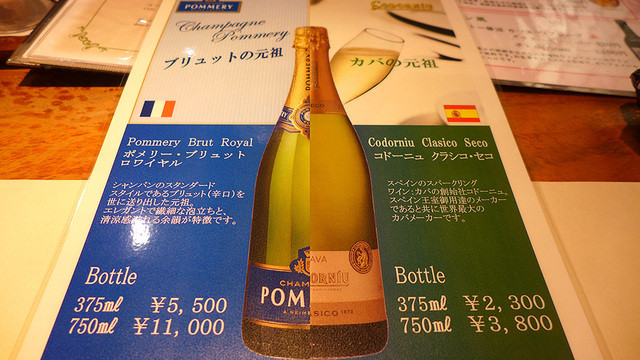 POMMERY
Champagne
Pommery
ブリュットの元祖
Codorníu
カバの元祖
Pommery Brut Royal
ポメリー・ブリュット
ロワイヤル
シャンパンのスタンダード
スタイルであるブリュット(辛口)を
世に送り出した元祖。
エレガントで繊細な泡立ちと、
清涼感溢れる余韻が特徴です。
Bottle
375ml ¥5, 500
750ml ¥11, 000
Codorniu Clasico Seco
コドーニュ クラシコ・セコ
スペインのスパークリング
ワイン:カバの創始社コドーニュ。
スペイン王室御用達のメーカー
であると共に世界最大の
カバメーカーです。
Bottle
375ml ¥2, 300
750ml ¥3, 800
CHAM
POM
A REIMS
CAVA
ORNÍU
SICO 1872